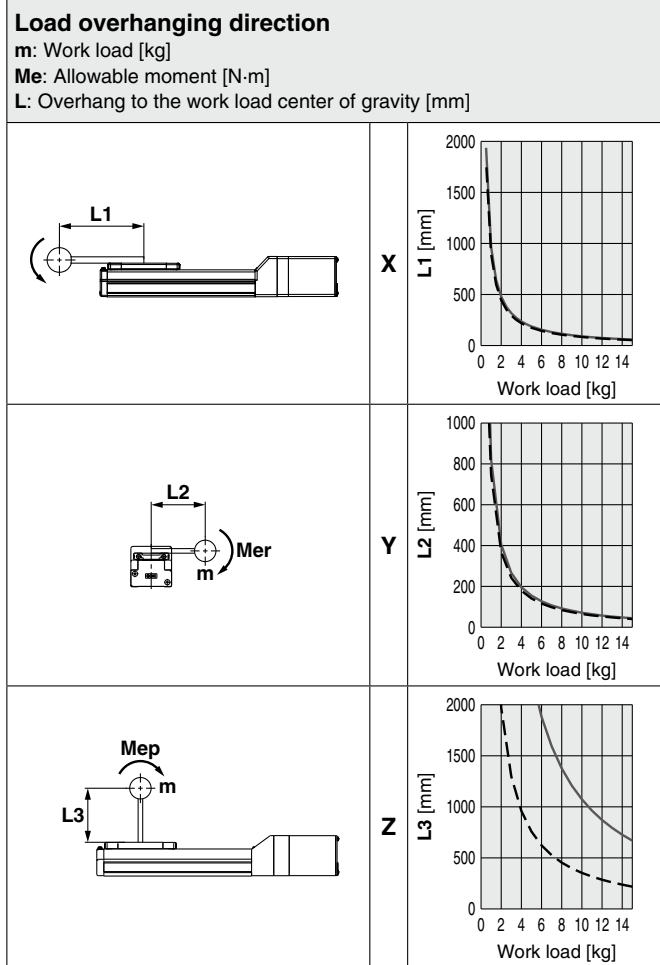 Load overhanging direction
m: Work load [kg]
Me: Allowable moment [N·m]
L: Overhang to the work load center of gravity [mm]
L1
X
L1 [mm]
2000
1500
1000
500
0
0 2 4 6 8 10 12 14
Work load [kg]
L2
Mer
m
Y
L2 [mm]
1000
800
600
400
200
0
0 2 4 6 8 10 12 14
Work load [kg]
Mep
m
L3
Z
L3 [mm]
2000
1500
1000
500
0
0 2 4 6 8 10 12 14
Work load [kg]